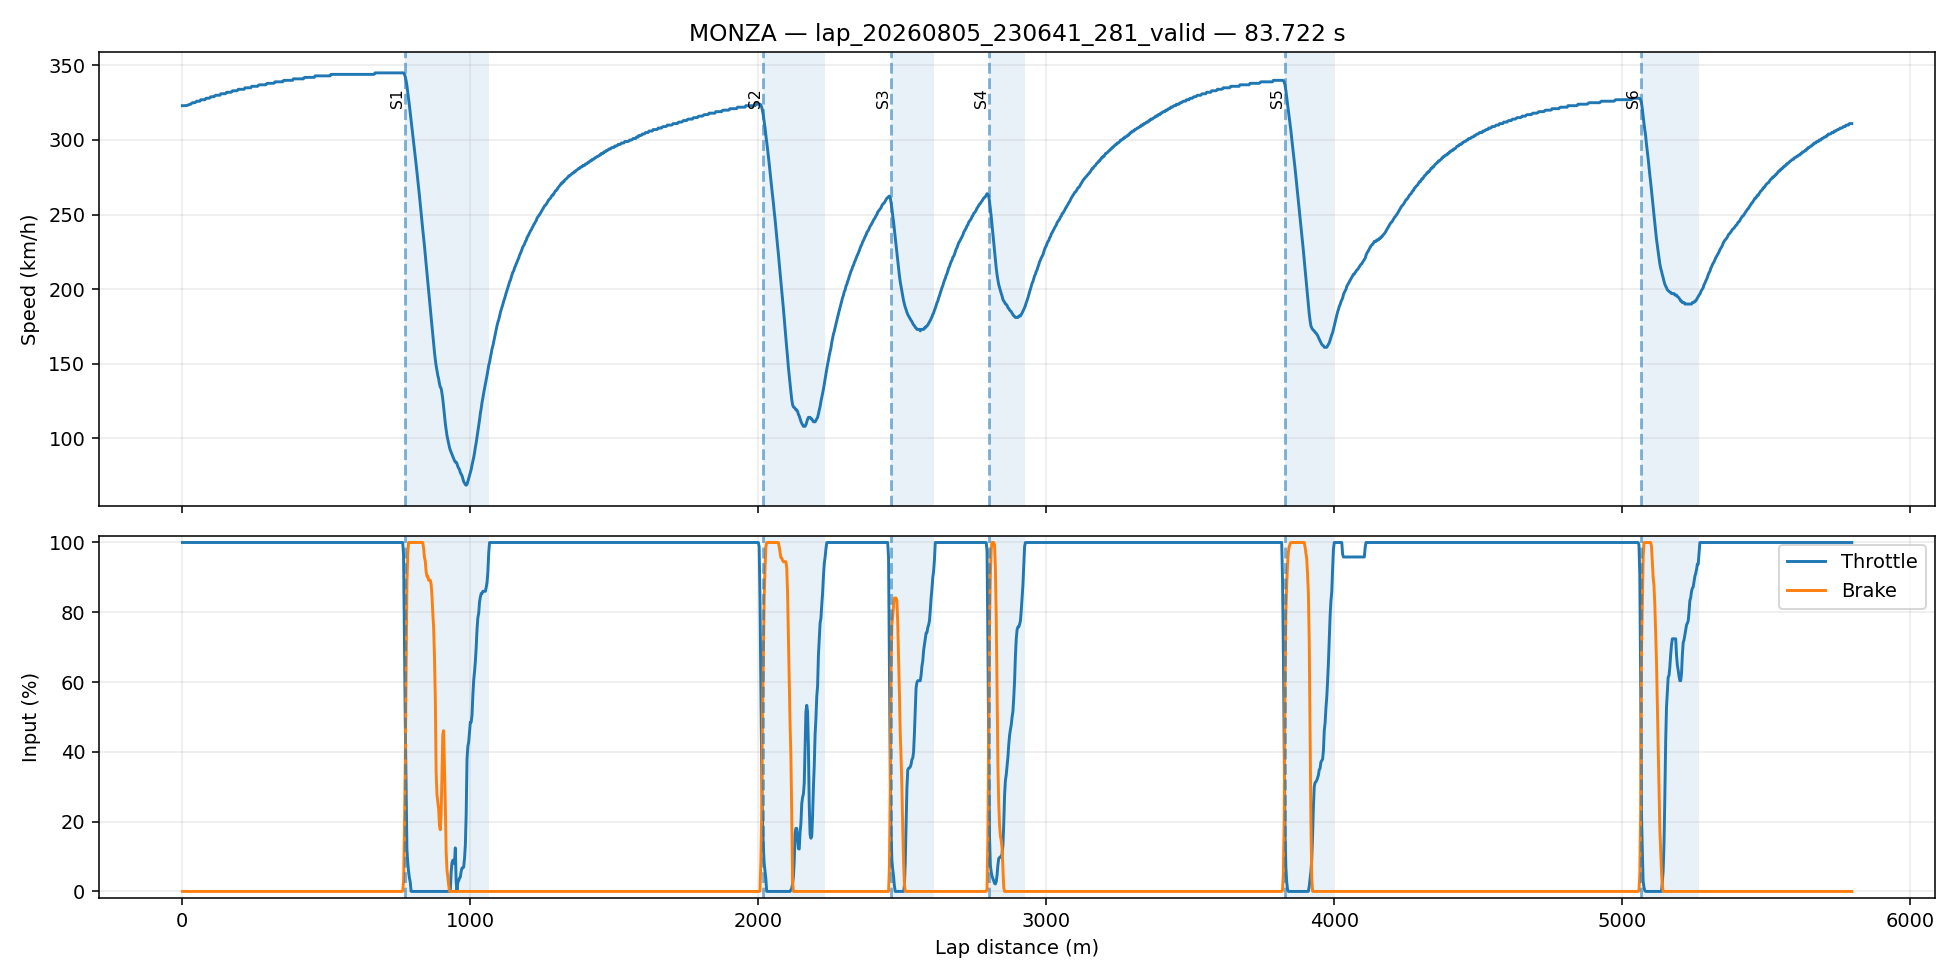 MONZA — lap_20260805_230641_281_valid — 83.722 s
Speed (km/h)
350
300
250
200
150
100
S1
S2
S3
S4
S5
S6
Input (%)
100
80
60
40
20
0
Throttle
Brake
0 1000 2000 3000 4000 5000 6000
Lap distance (m)